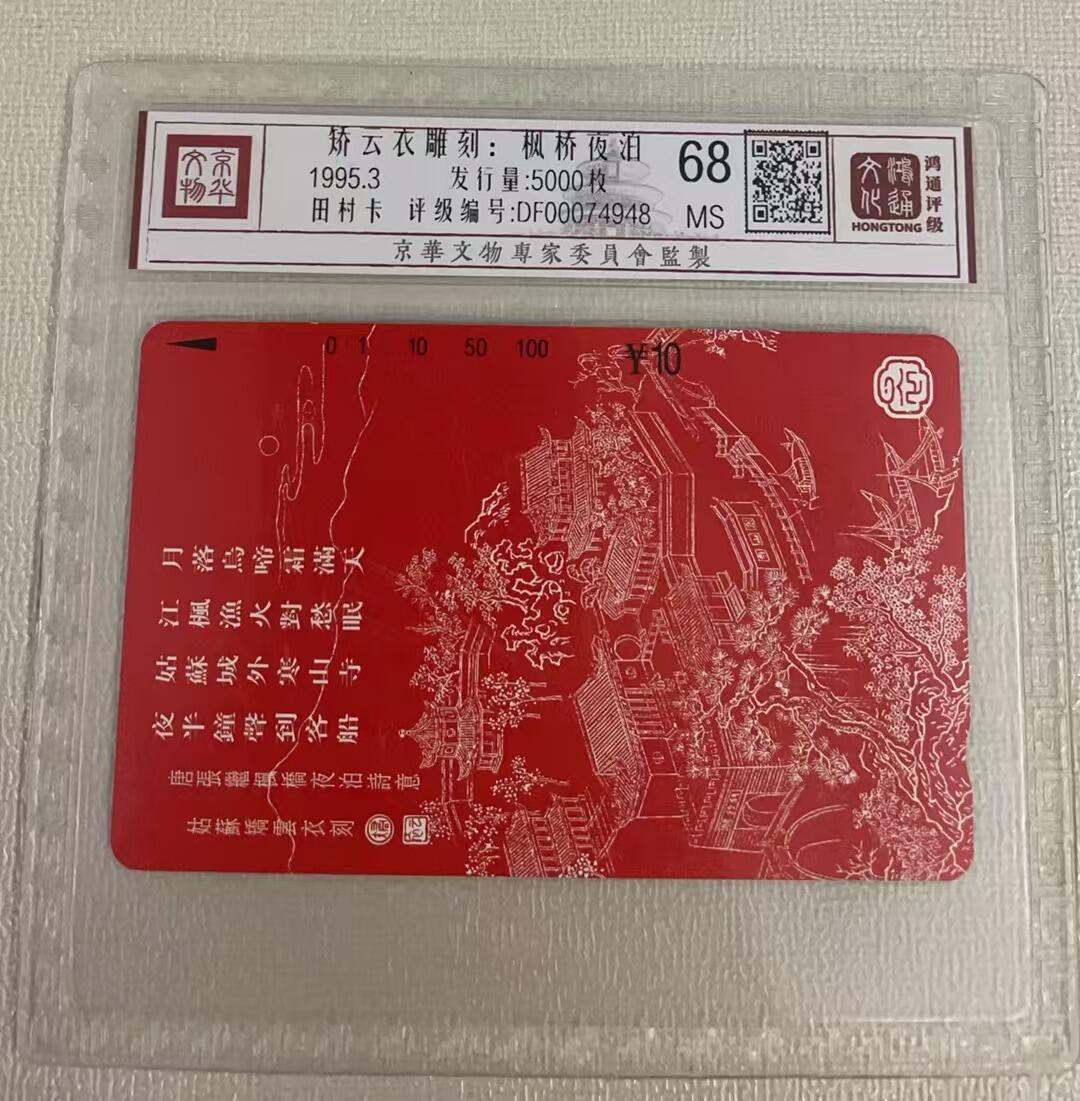 京华文物
矫云衣雕刻：枫桥夜泊
1995.3 发行量:5000枚
田村卡 评级编号:DF00074948
68
MS
鸿通文化
HONGTONG
鸿通评级
京華文物專家委員會監製
0 1 10 50 100
¥10
月落烏啼霜滿天
江楓漁火對愁眠
姑蘇城外寒山寺
夜半鐘聲到客船
唐張繼楓橋夜泊詩意
姑蘇矯雲衣刻